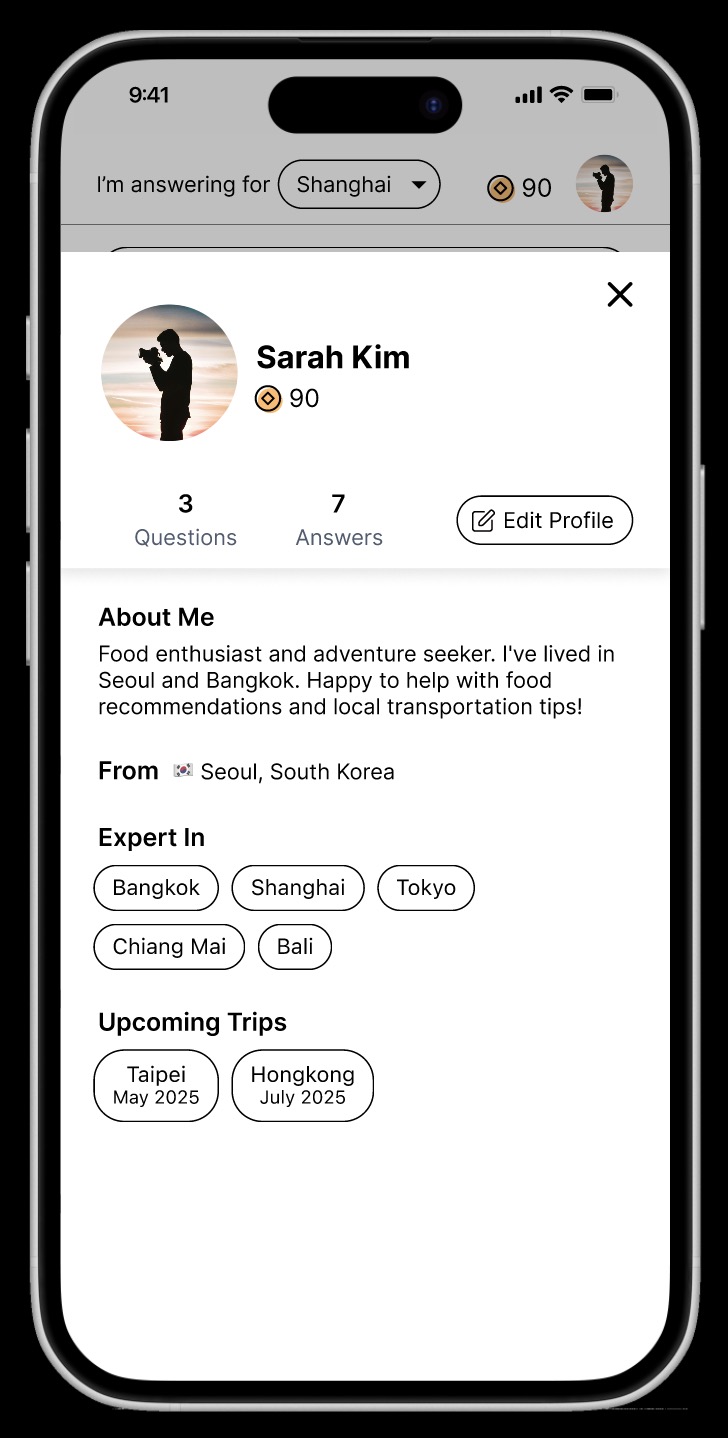 9:41
I’m answering for Shanghai 90
Sarah Kim
90
3 7
Questions Answers Edit Profile
About Me
Food enthusiast and adventure seeker. I've lived in
Seoul and Bangkok. Happy to help with food
recommendations and local transportation tips!
From 🇰🇷 Seoul, South Korea
Expert In
Bangkok Shanghai Tokyo
Chiang Mai Bali
Upcoming Trips
Taipei Hongkong
May 2025 July 2025